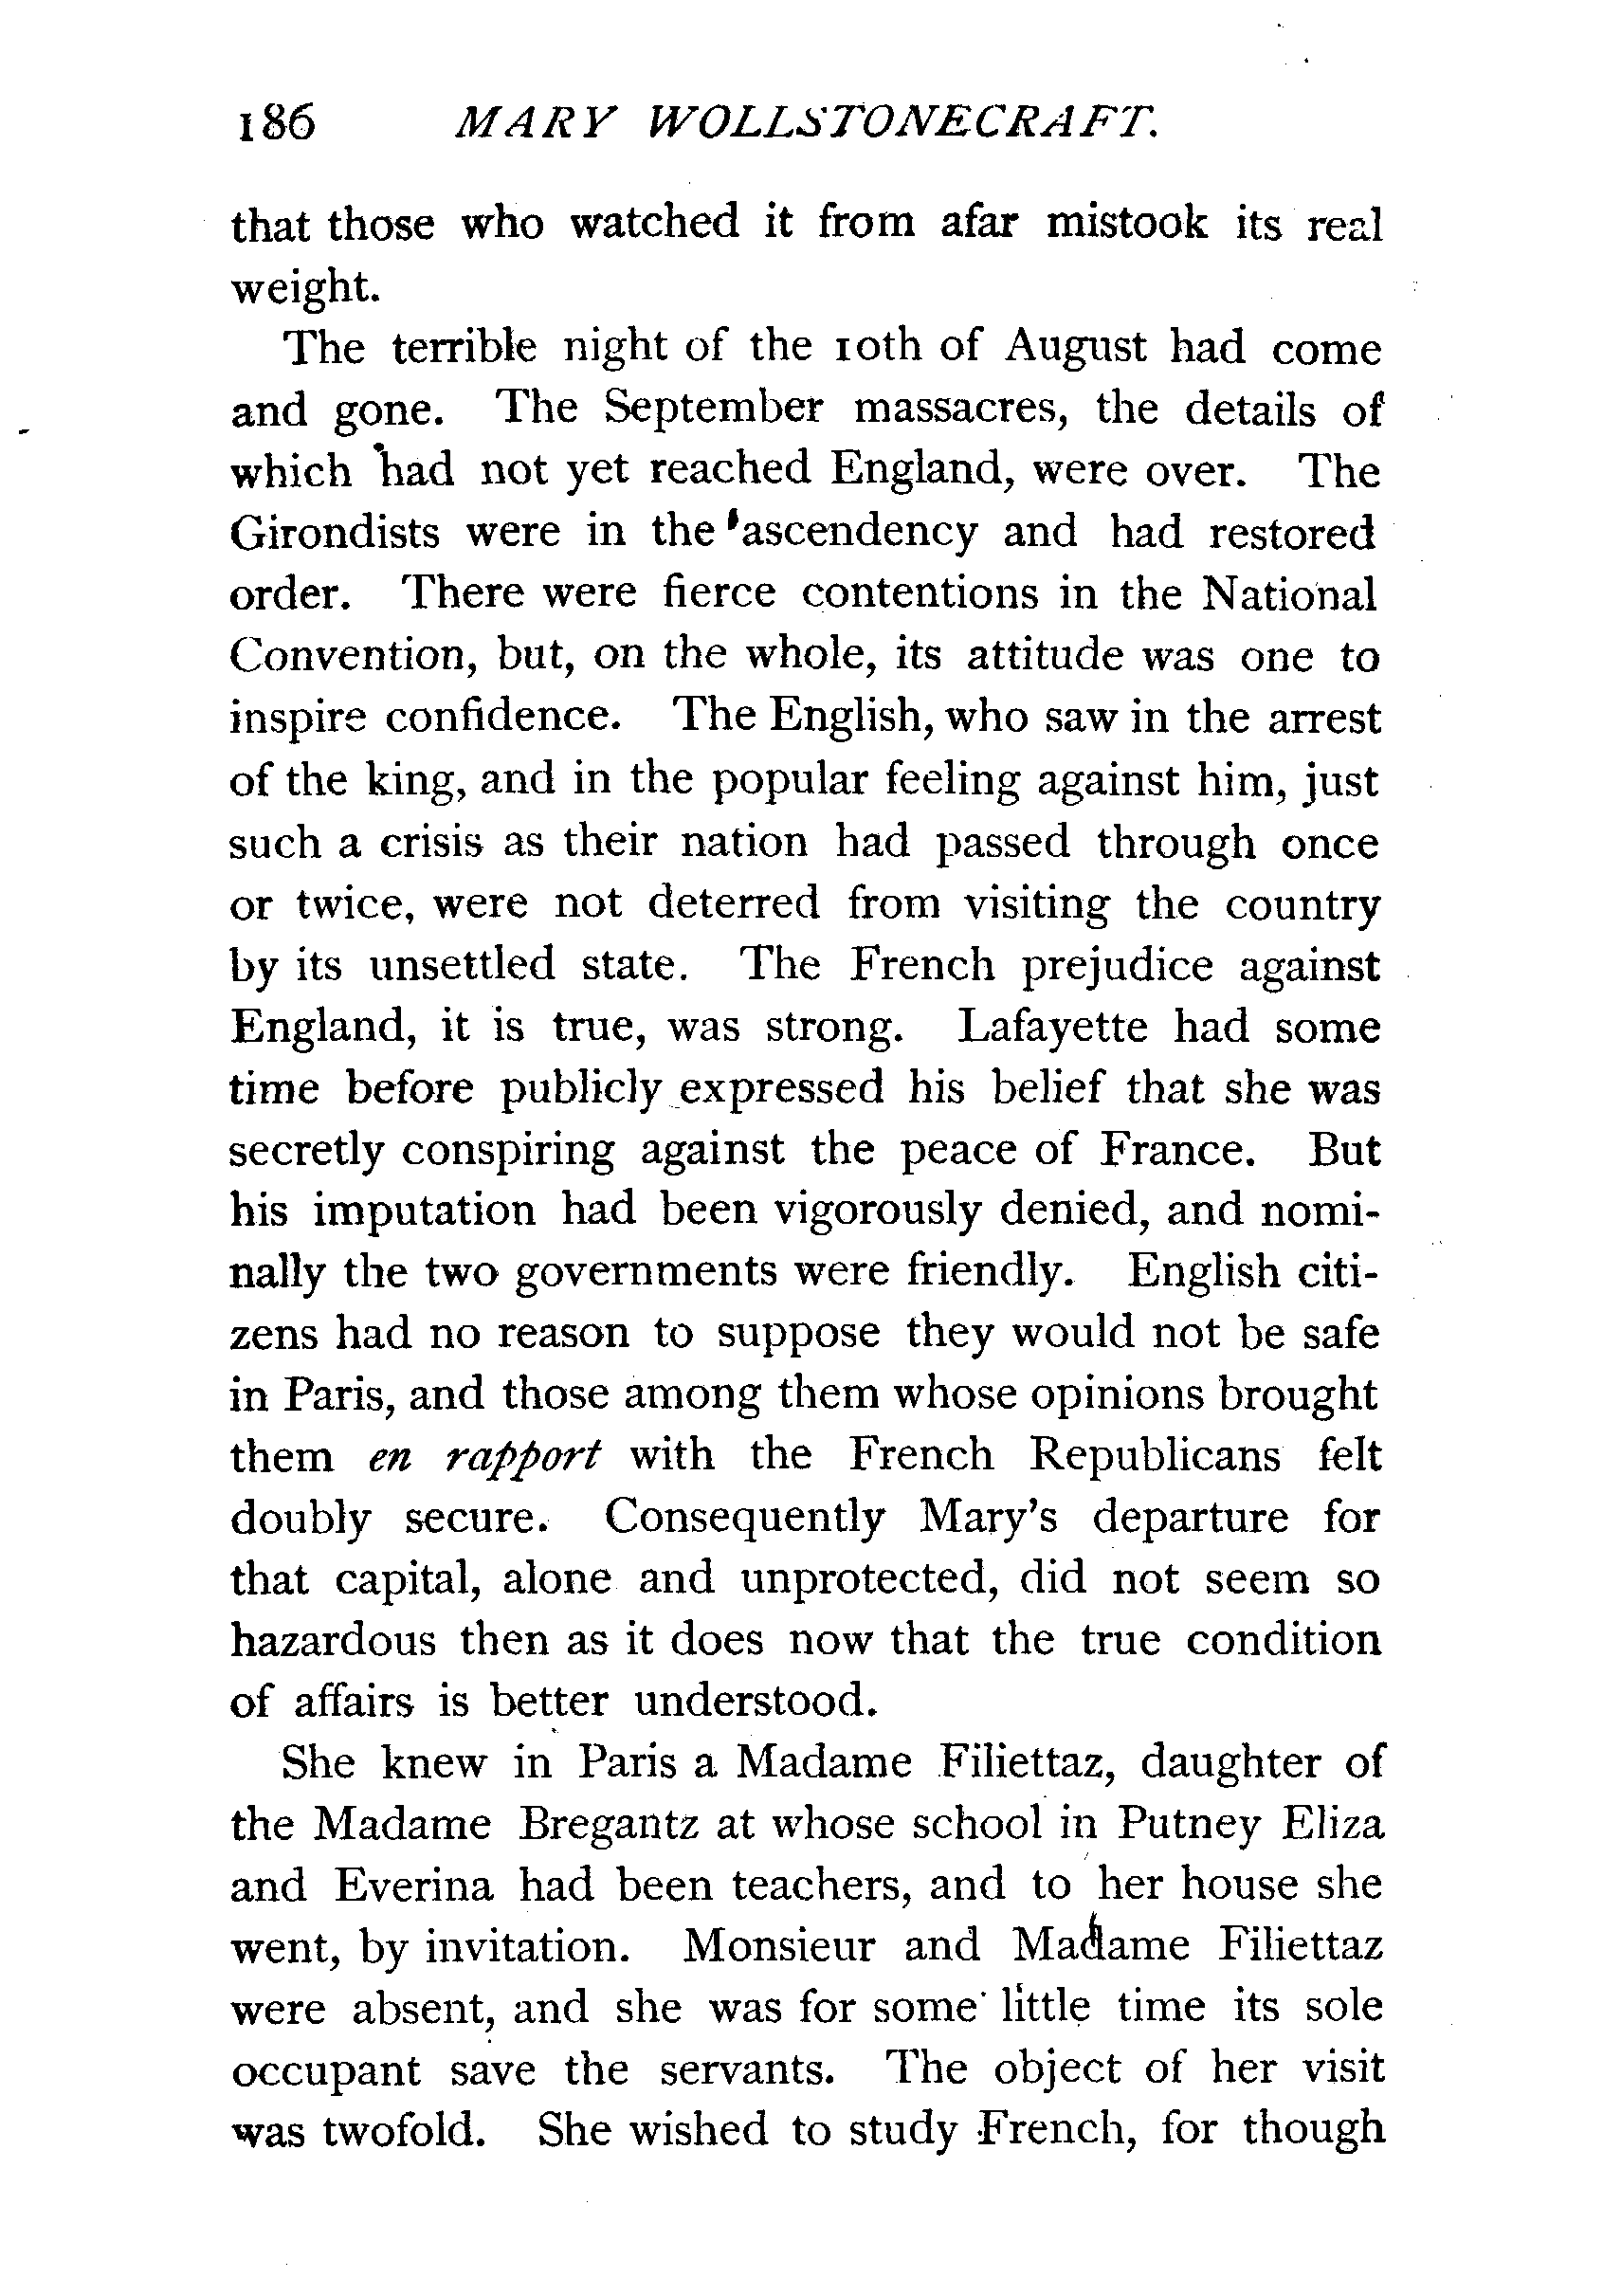 186 MARY WOLLSTONECRAFT.
that those who watched it from afar mistook its real
weight.
The terrible night of the 10th of August had come
and gone. The September massacres, the details of
which had not yet reached England, were over. The
Girondists were in the ascendency and had restored
order. There were fierce contentions in the National
Convention, but, on the whole, its attitude was one to
inspire confidence. The English, who saw in the arrest
of the king, and in the popular feeling against him, just
such a crisis as their nation had passed through once
or twice, were not deterred from visiting the country
by its unsettled state. The French prejudice against
England, it is true, was strong. Lafayette had some
time before publicly expressed his belief that she was
secretly conspiring against the peace of France. But
his imputation had been vigorously denied, and nomi-
nally the two governments were friendly. English citi-
zens had no reason to suppose they would not be safe
in Paris, and those among them whose opinions brought
them en rapport with the French Republicans felt
doubly secure. Consequently Mary's departure for
that capital, alone and unprotected, did not seem so
hazardous then as it does now that the true condition
of affairs is better understood.
She knew in Paris a Madame Filiettaz, daughter of
the Madame Bregantz at whose school in Putney Eliza
and Everina had been teachers, and to her house she
went, by invitation. Monsieur and Madame Filiettaz
were absent, and she was for some little time its sole
occupant save the servants. The object of her visit
was twofold. She wished to study French, for though